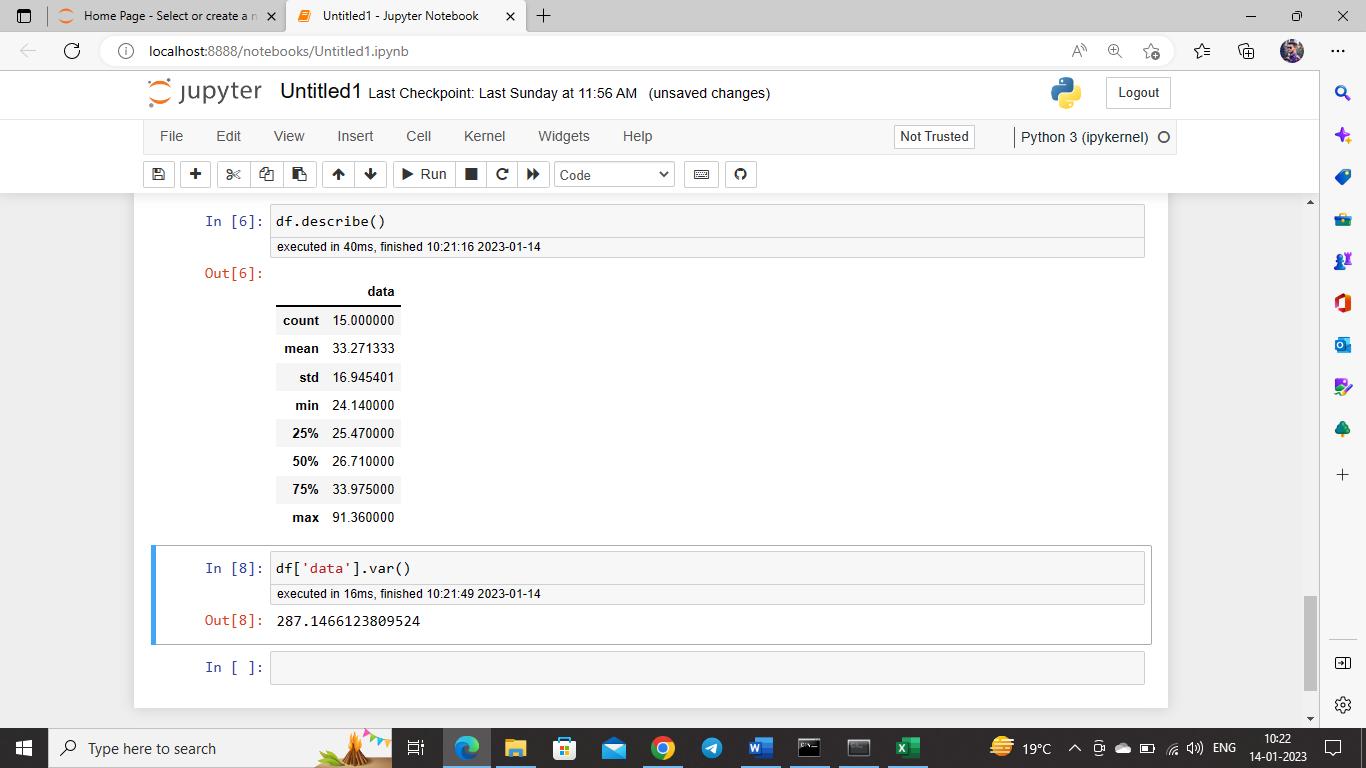 Home Page - Select or create a n
Untitled1 - Jupyter Notebook
localhost:8888/notebooks/Untitled1.ipynb
jupyter Untitled1 Last Checkpoint: Last Sunday at 11:56 AM (unsaved changes)
Logout
File Edit View Insert Cell Kernel Widgets Help
Not Trusted Python 3 (ipykernel)
Run Code
In [6]: df.describe()
executed in 40ms, finished 10:21:16 2023-01-14
Out[6]:
data
count 15.000000
mean 33.271333
std 16.945401
min 24.140000
25% 25.470000
50% 26.710000
75% 33.975000
max 91.360000
In [8]: df['data'].var()
executed in 16ms, finished 10:21:49 2023-01-14
Out[8]: 287.1466123809524
In [ ]:
Type here to search
19°C
ENG
10:22
14-01-2023